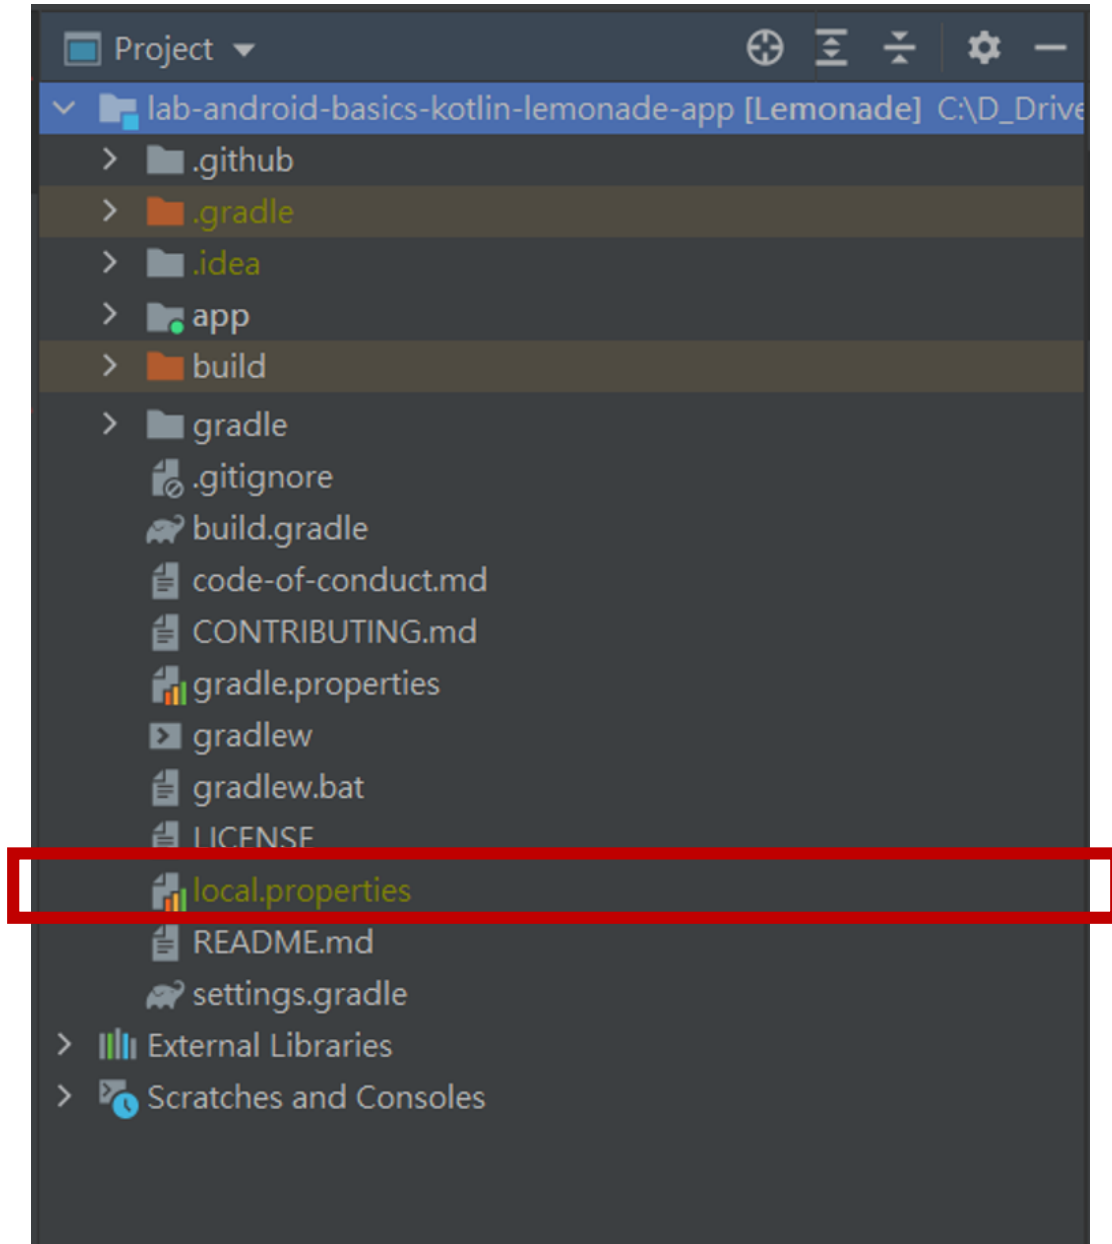 Project
lab-android-basics-kotlin-lemonade-app [Lemonade] C:\D_Drive
.github
.gradle
.idea
app
build
gradle
.gitignore
build.gradle
code-of-conduct.md
CONTRIBUTING.md
gradle.properties
gradlew
gradlew.bat
LICENSE
local.properties
README.md
settings.gradle
External Libraries
Scratches and Consoles